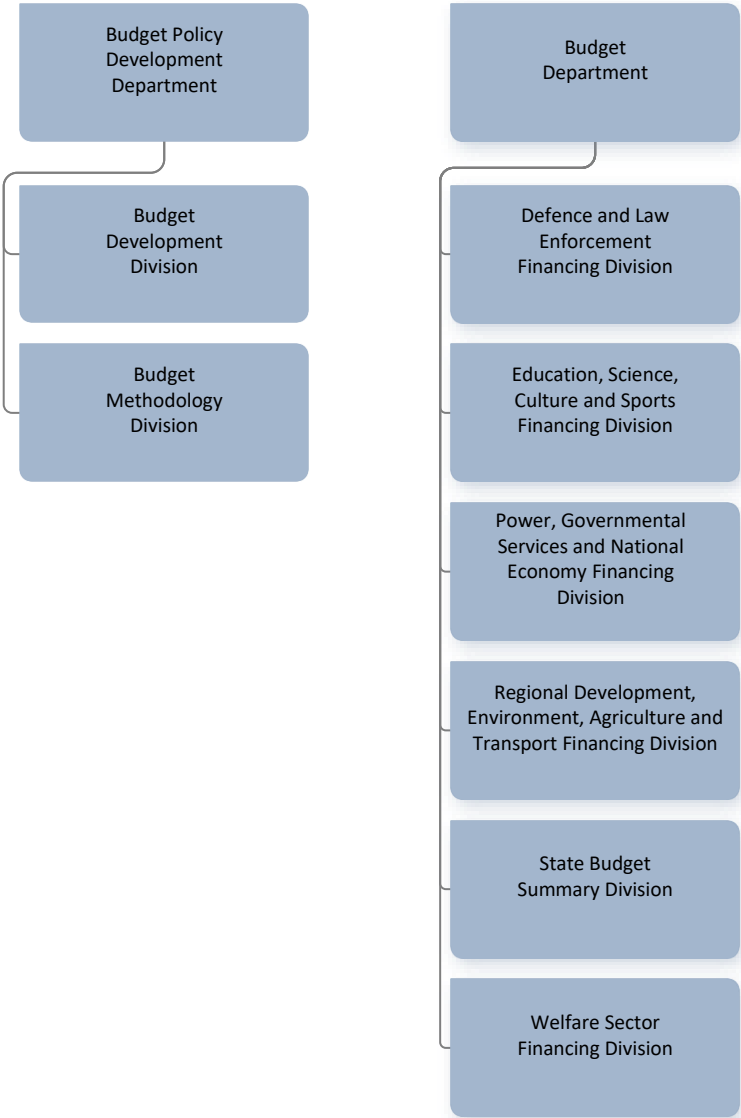 Budget Policy
Development
Department
Budget
Development
Division
Budget
Methodology
Division
Budget
Department
Defence and Law
Enforcement
Financing Division
Education, Science,
Culture and Sports
Financing Division
Power, Governmental
Services and National
Economy Financing
Division
Regional Development,
Environment, Agriculture and
Transport Financing Division
State Budget
Summary Division
Welfare Sector
Financing Division